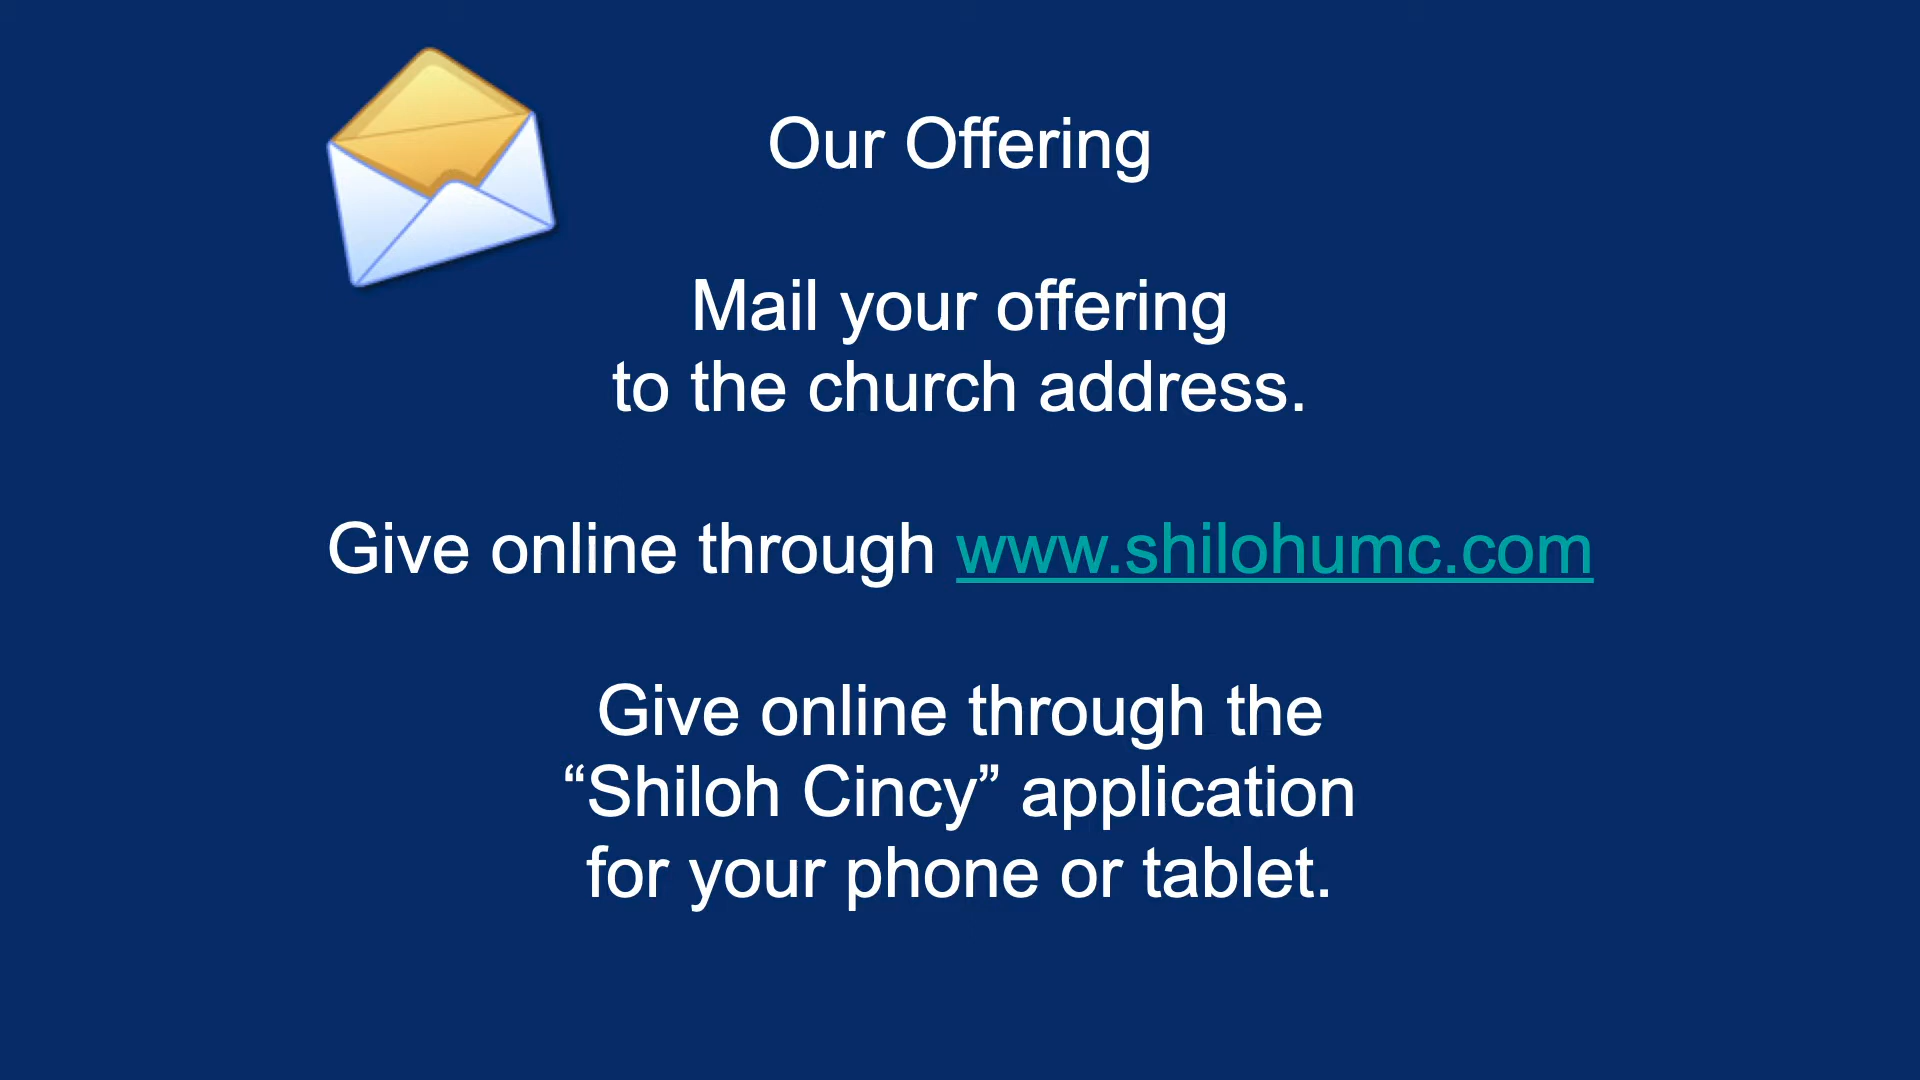 Our Offering
Mail your offering
to the church address.
Give online through www.shilohumc.com
Give online through the
“Shiloh Cincy” application
for your phone or tablet.